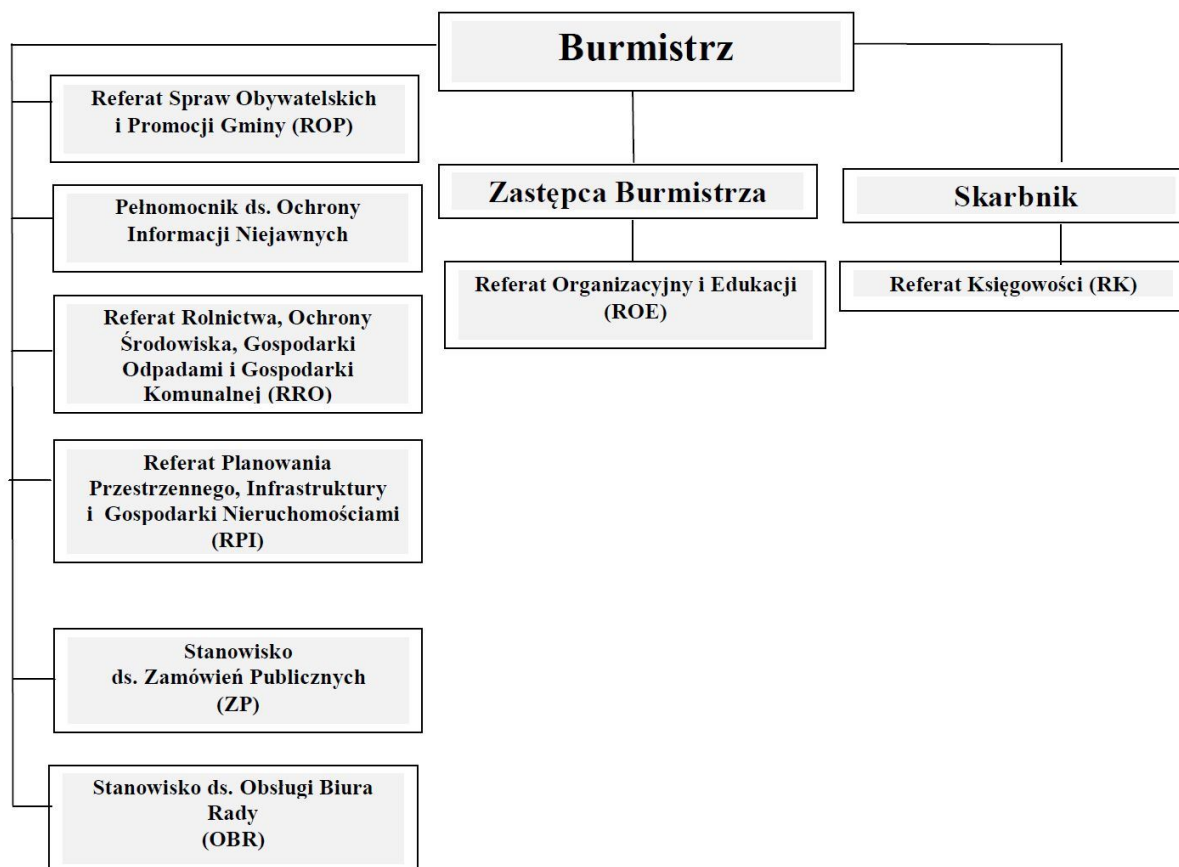 Burmistrz
Referat Spraw Obywatelskich
i Promocji Gminy (ROP)
Zastępca Burmistrza
Skarbnik
Pełnomocnik ds. Ochrony
Informacji Niejawnych
Referat Organizacyjny i Edukacji
(ROE)
Referat Księgowości (RK)
Referat Rolnictwa, Ochrony
Środowiska, Gospodarki
Odpadami i Gospodarki
Komunalnej (RRO)
Referat Planowania
Przestrzennego, Infrastruktury
i Gospodarki Nieruchomościami
(RPI)
Stanowisko
ds. Zamówień Publicznych
(ZP)
Stanowisko ds. Obsługi Biura
Rady
(OBR)